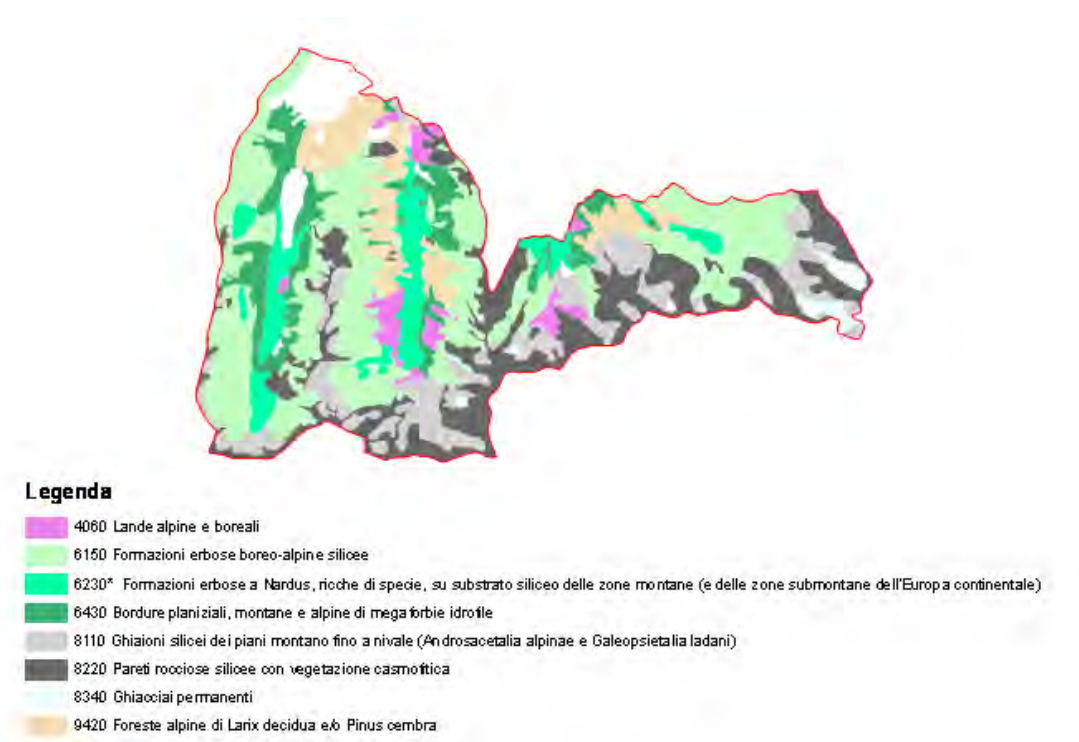 Legenda
4060 Lande alpine e boreali
6150 Formazioni erbose boreo-alpine silicee
6230* Formazioni erbose a Nardus, ricche di specie, su substrato siliceo delle zone montane (e delle zone submontane dell'Europa continentale)
6430 Bordure planiziali, montane e alpine di megaforbie idrofile
8110 Ghiaioni silicei dei piani montano fino a nivale (Androsacetalia alpinae e Galeopsietalia ladani)
8220 Pareti rocciose silicee con vegetazione casmofitica
8340 Ghiacciai permanenti
9420 Foreste alpine di Larix decidua e/o Pinus cembra